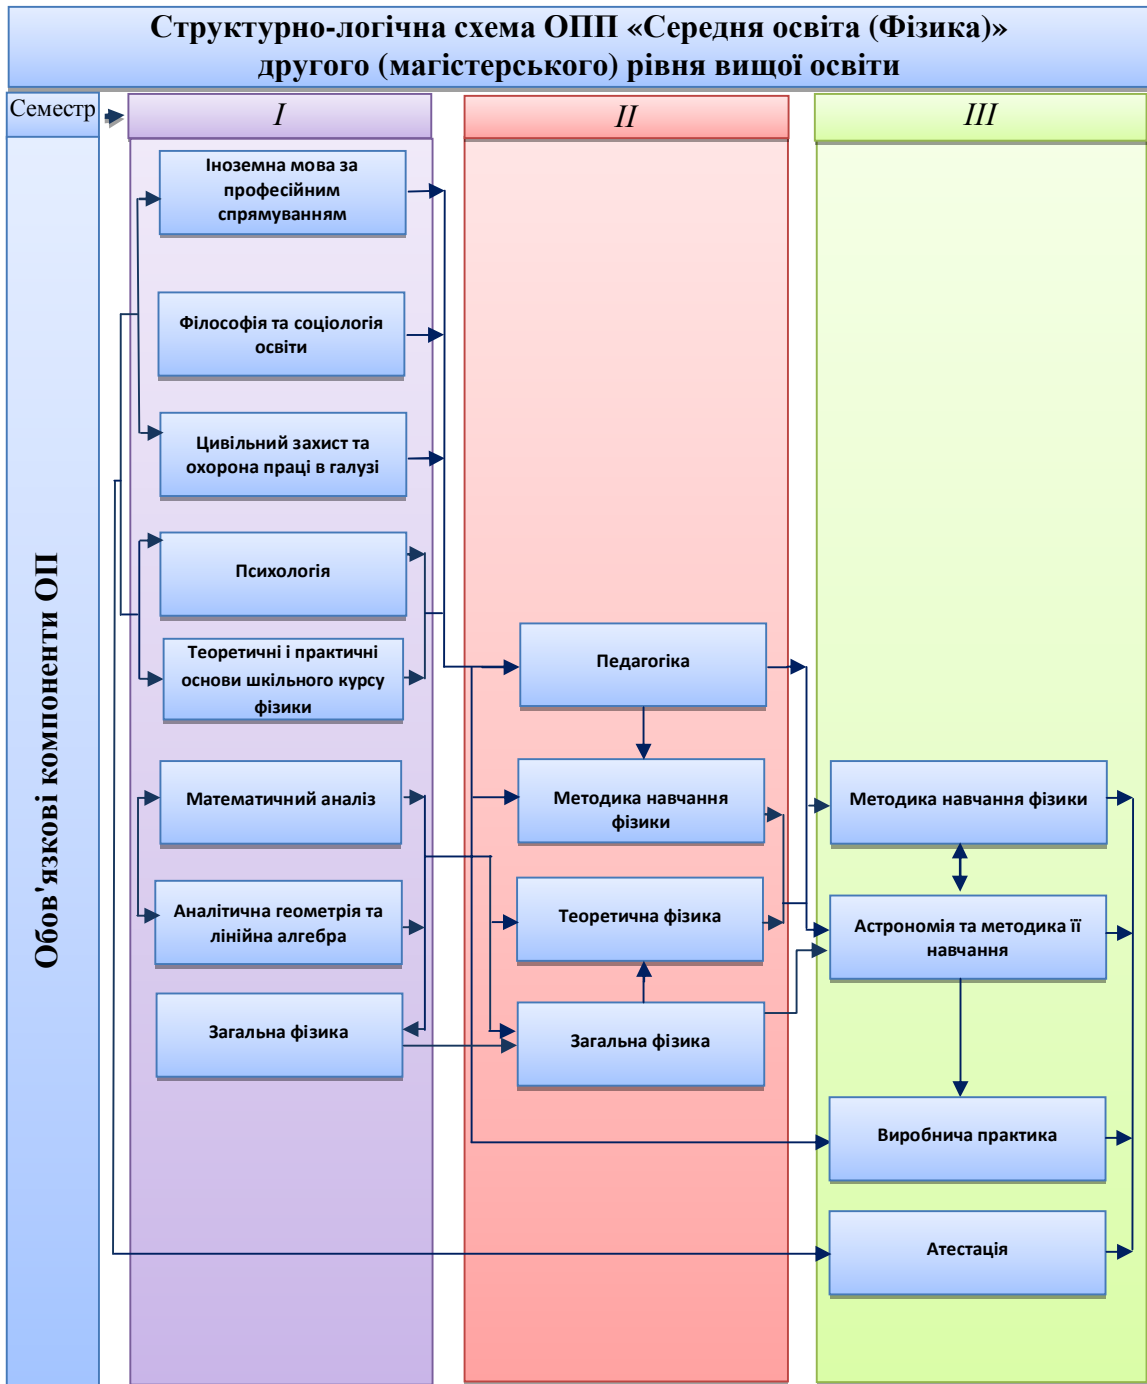 Структурно-логічна схема ОПП «Середня освіта (Фізика)»
другого (магістерського) рівня вищої освіти
Семестр
I
II
III
Обов'язкові компоненти ОП
Іноземна мова за
професійним
спрямуванням
Філософія та соціологія
освіти
Цивільний захист та
охорона праці в галузі
Психологія
Теоретичні і практичні
основи шкільного курсу
фізики
Математичний аналіз
Аналітична геометрія та
лінійна алгебра
Загальна фізика
Педагогіка
Методика навчання
фізики
Теоретична фізика
Загальна фізика
Методика навчання фізики
Астрономія та методика її
навчання
Виробнича практика
Атестація